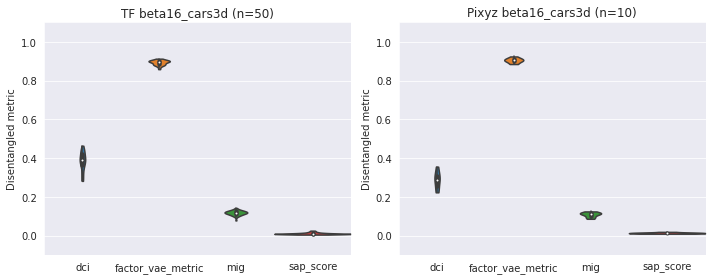 TF beta16_cars3d (n=50)
Disentangled metric
1.0
0.8
0.6
0.4
0.2
0.0
dci factor_vae_metric mig sap_score
Pixyz beta16_cars3d (n=10)
Disentangled metric
1.0
0.8
0.6
0.4
0.2
0.0
dci factor_vae_metric mig sap_score